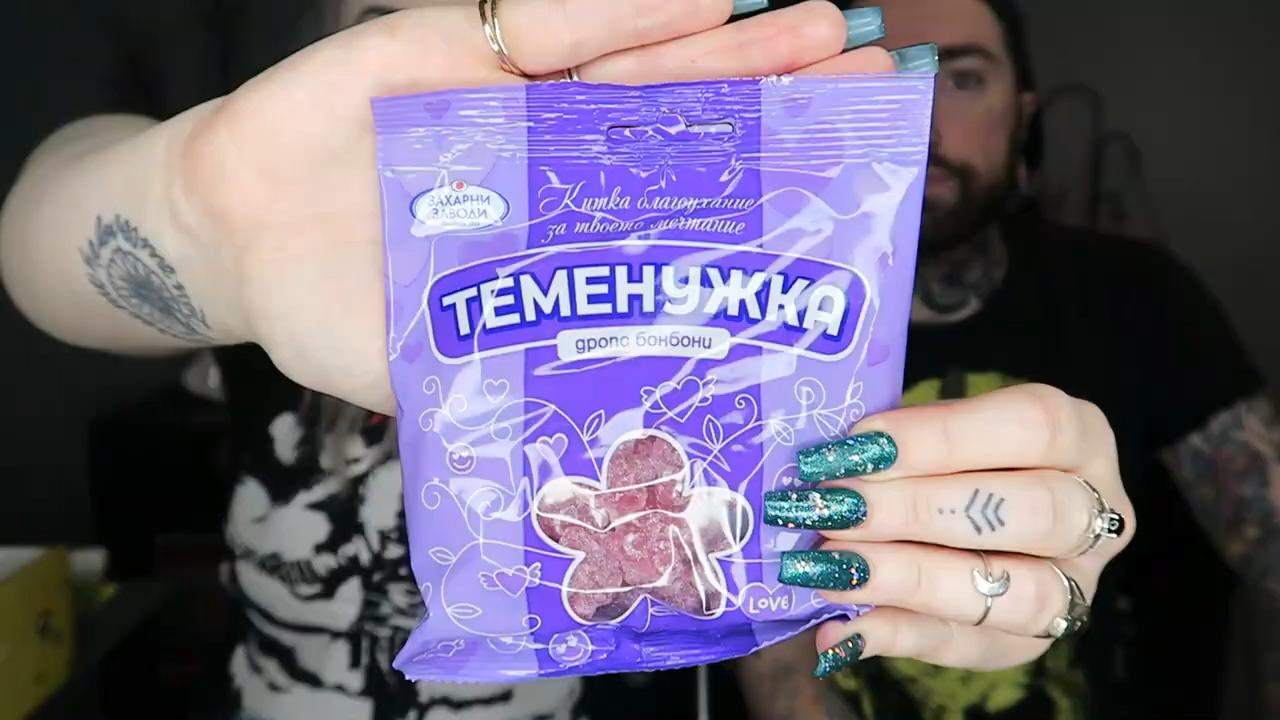 ЗАХАРНИ
ЗАВОДИ
Китка благоухание
за твоето мечтание
ТЕМЕНУЖКА
дропс бонбони
LOVE